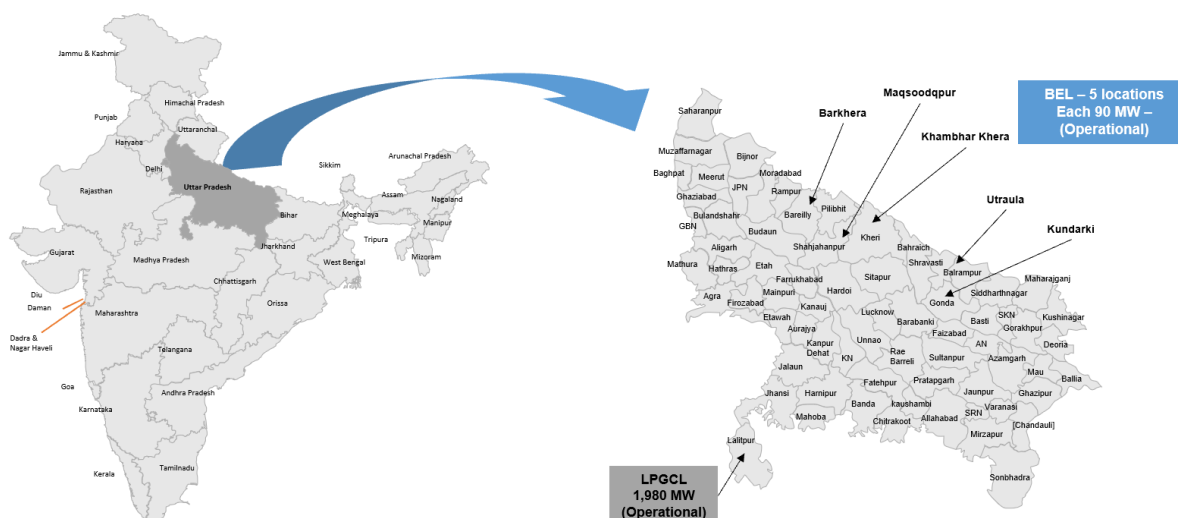 Jammu & Kashmir
Himachal Pradesh
Punjab
Uttaranchal
Haryana
Delhi
Rajasthan
Uttar Pradesh
Sikkim
Arunachal Pradesh
Assam
Nagaland
Bihar
Meghalaya
Manipur
Tripura
Mizoram
Gujarat
Jharkhand
Madhya Pradesh
West Bengal
Chhattisgarh
Diu
Daman
Maharashtra
Orissa
Dadra &
Nagar Haveli
Telangana
Goa
Andhra Pradesh
Karnataka
Kerala
Tamilnadu
BEL – 5 locations
Each 90 MW –
(Operational)
Maqsoodqpur
Barkhera
Khambhar Khera
Utraula
Kundarki
Saharanpur
Muzaffarnagar
Bijnor
Baghpat
Meerut
Moradabad
JPN
Rampur
Ghaziabad
Bareilly
Pilibhit
Bulandshahr
GBN
Budaun
Kheri
Shahjahanpur
Bahraich
Aligarh
Shravasti
Mathura
Hathras
Etah
Sitapur
Balrampur
Maharajganj
Farrukhabad
Hardoi
Siddharthnagar
Agra
Firozabad
Mainpuri
Kanauj
Gonda
Etawah
Lucknow
Barabanki
Basti
SKN
Kushinagar
Gorakhpur
Aurajya
Faizabad
Deoria
Kanpur
Dehat
Unnao
AN
Jalaun
KN
Rae
Barreli
Sultanpur
Azamgarh
Mau
Ballia
Jhansi
Harnipur
Fatehpur
Pratapgarh
Jaunpur
Ghazipur
Banda
kaushambi
Varanasi
Mahoba
Chitrakoot
Allahabad
SRN
[Chandauli]
Mirzapur
Lalitpur
Sonbhadra
LPGCL
1,980 MW
(Operational)